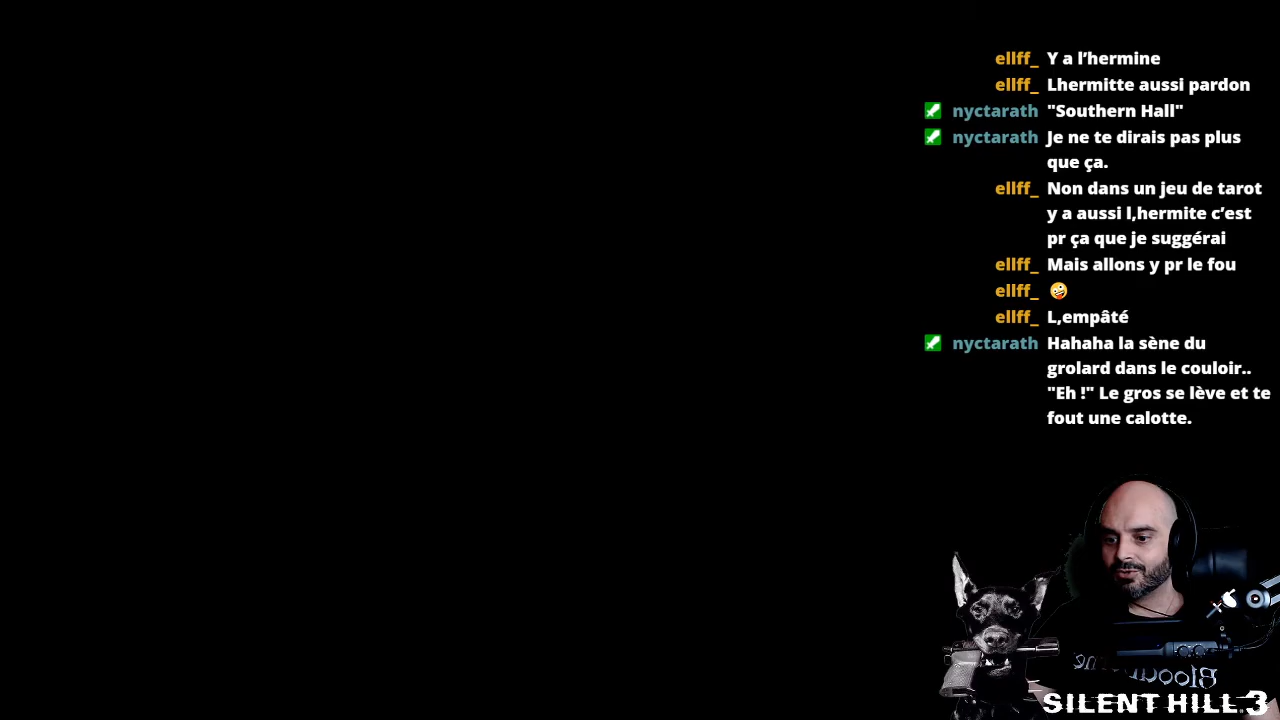 ellff_ Y a l’hermine
ellff_ Lhermitte aussi pardon
nyctarath "Southern Hall"
nyctarath Je ne te dirais pas plus
que ça.
ellff_ Non dans un jeu de tarot
y a aussi l,hermite c’est
pr ça que je suggérai
ellff_ Mais allons y pr le fou
ellff_ 🤪
ellff_ L,empâté
nyctarath Hahaha la sène du
grolard dans le couloir..
"Eh !" Le gros se lève et te
fout une calotte.
SILENT HILL 3